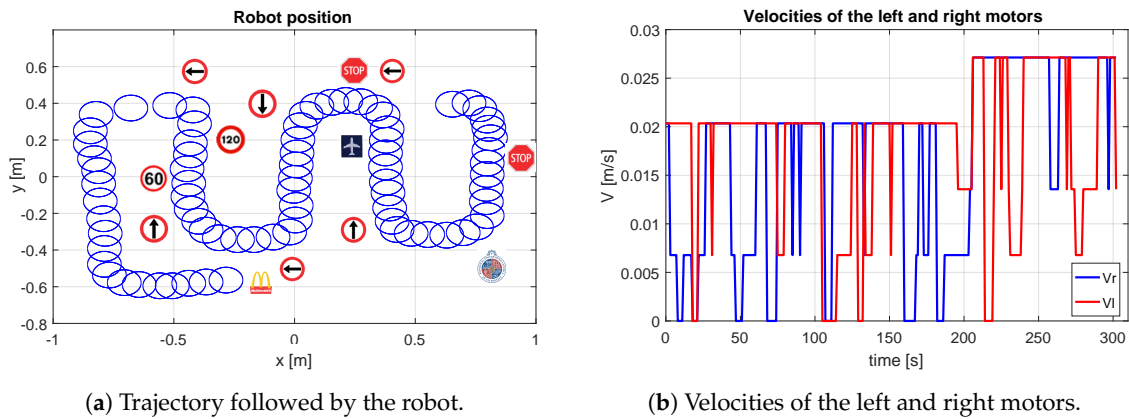 Robot position
0.6
0.4
0.2
0
-0.2
-0.4
-0.6
-0.8
y [m]
-1
-0.5
0
0.5
1
x [m]
STOP
120
60
STOP
(a) Trajectory followed by the robot.
Velocities of the left and right motors
0.03
0.025
0.02
0.015
0.01
0.005
0
V [m/s]
0
50
100
150
200
250
300
time [s]
Vr
Vl
(b) Velocities of the left and right motors.